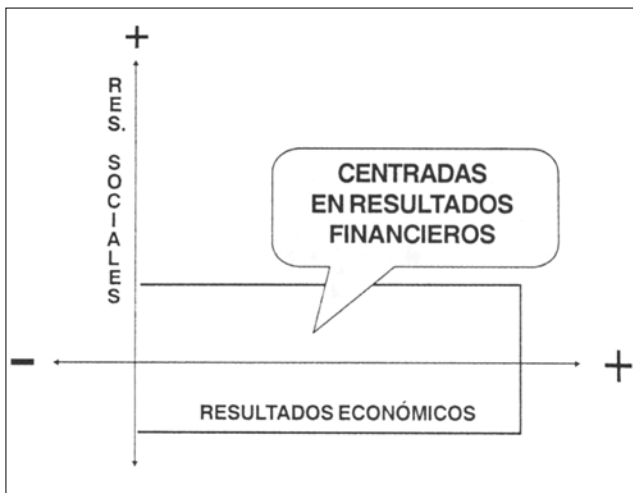 +
RES. SOCIALES
CENTRADAS
EN RESULTADOS
FINANCIEROS
- +
RESULTADOS ECONÓMICOS